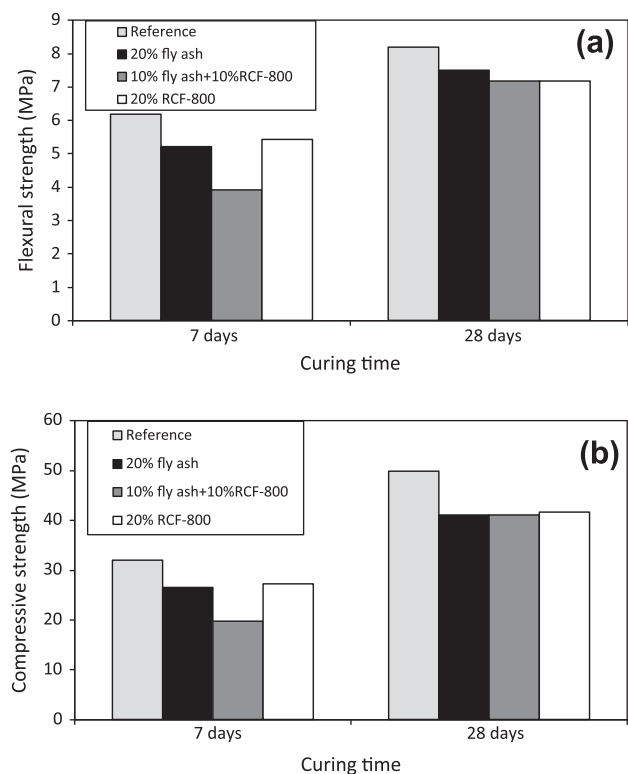 9
8
7
6
5
4
3
2
1
0
Flexural strength (MPa)
Reference
20% fly ash
10% fly ash+10%RCF-800
20% RCF-800
(a)
7 days
28 days
Curing time
60
50
40
30
20
10
0
Compressive strength (MPa)
Reference
20% fly ash
10% fly ash+10%RCF-800
20% RCF-800
(b)
7 days
28 days
Curing time